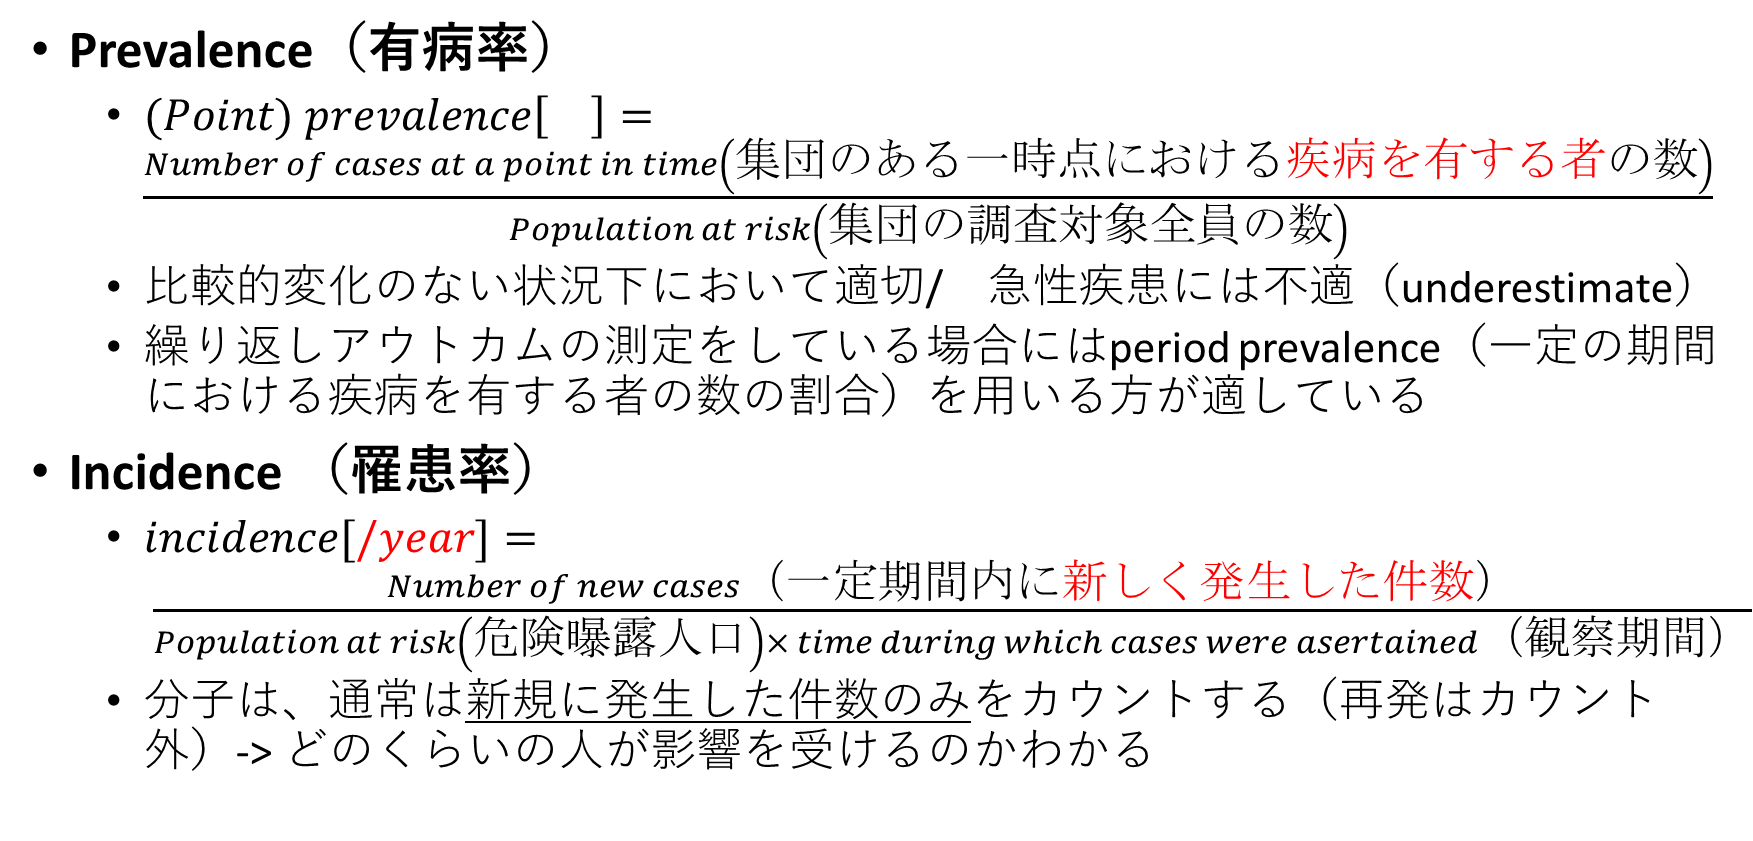 • Prevalence（有病率）
• (Point) prevalence[ ] =
Number of cases at a point in time(集団のある一時点における疾病を有する者の数)
Population at risk(集団の調査対象全員の数)
• 比較的変化のない状況下において適切/　急性疾患には不適（underestimate）
• 繰り返しアウトカムの測定をしている場合にはperiod prevalence（一定の期間
における疾病を有する者の数の割合）を用いる方が適している
• Incidence （罹患率）
• incidence[/year] =
Number of new cases（一定期間内に新しく発生した件数）
Population at risk(危険曝露人口)× time during which cases were asertained（観察期間）
• 分子は、通常は新規に発生した件数のみをカウントする（再発はカウント
外）-> どのくらいの人が影響を受けるのかわかる